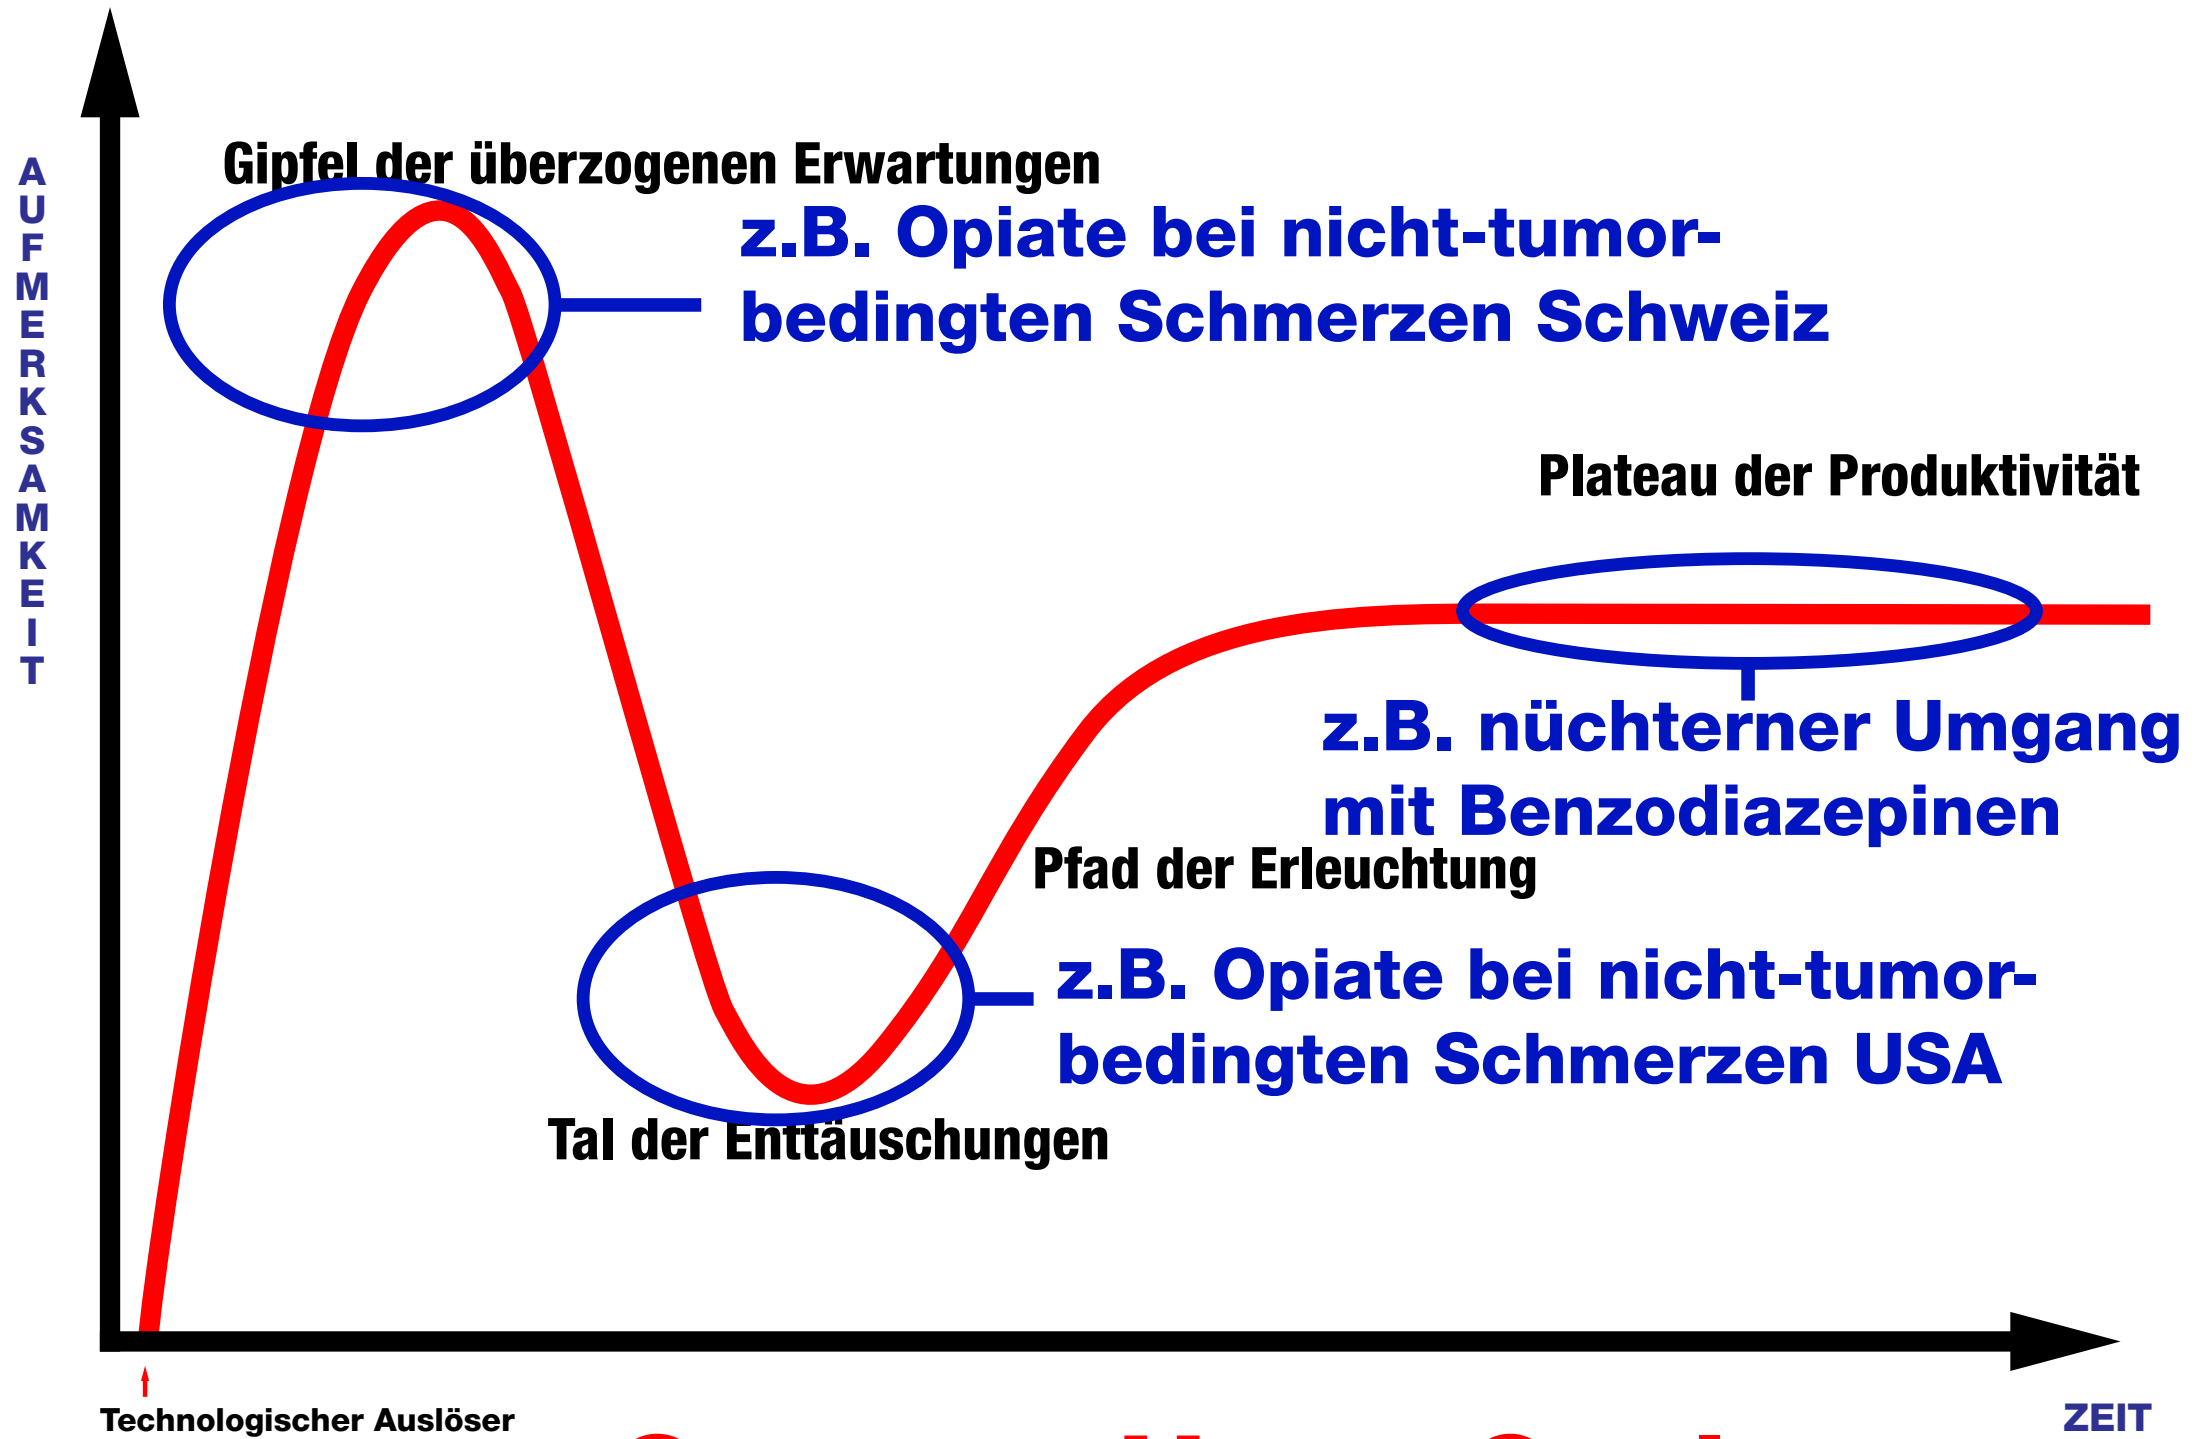 AUFMERKSAMKEIT
Gipfel der überzogenen Erwartungen
z.B. Opiate bei nicht-tumor-
bedingten Schmerzen Schweiz
Plateau der Produktivität
z.B. nüchterner Umgang
mit Benzodiazepinen
Pfad der Erleuchtung
z.B. Opiate bei nicht-tumor-
bedingten Schmerzen USA
Tal der Enttäuschungen
Technologischer Auslöser
ZEIT